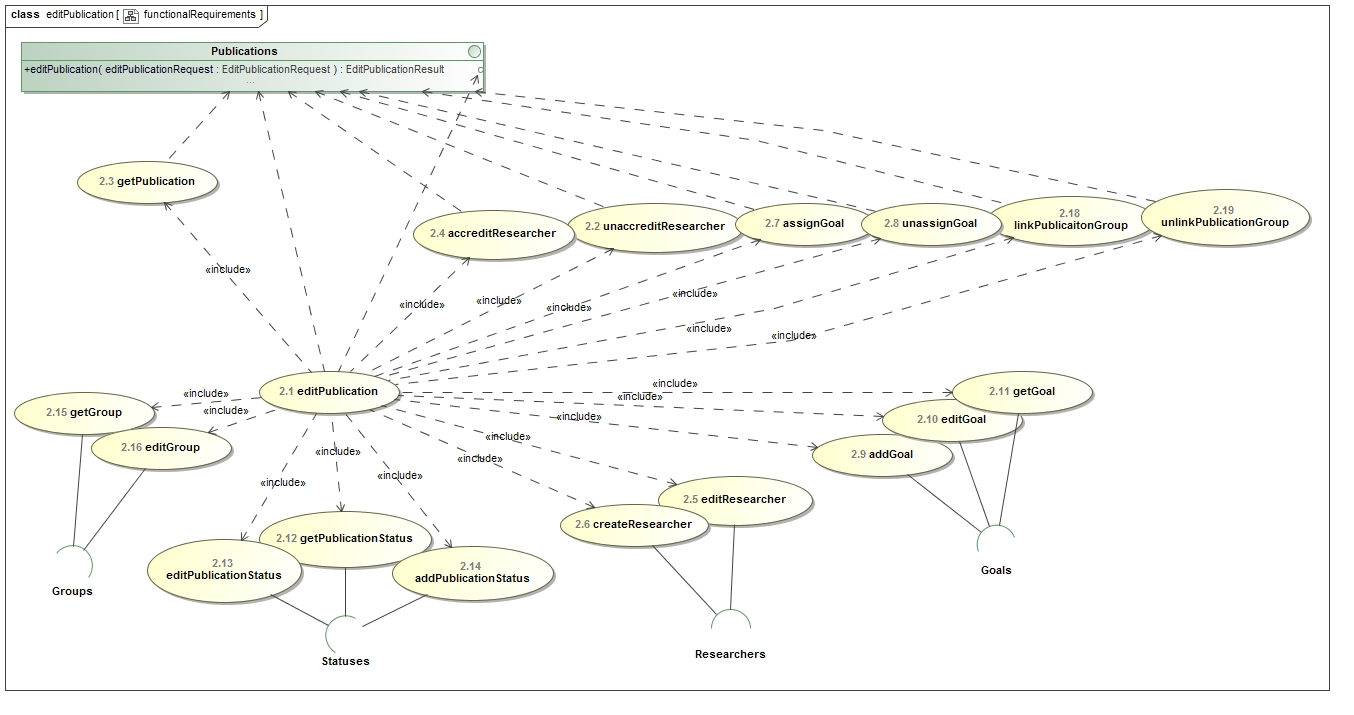 class editPublication [ functionalRequirements ]
Publications
+editPublication( editPublicationRequest : EditPublicationRequest ) : EditPublicationResult
...
2.3 getPublication
2.4 accreditResearcher
2.2 unaccreditResearcher
2.7 assignGoal
2.8 unassignGoal
2.18
linkPublicaitonGroup
2.19
unlinkPublicationGroup
«include»
«include»
«include»
«include»
«include»
«include»
«include»
2.1 editPublication
«include»
«include»
«include»
«include»
«include»
2.15 getGroup
2.16 editGroup
2.11 getGoal
2.10 editGoal
2.9 addGoal
«include»
«include»
«include»
«include»
«include»
2.5 editResearcher
2.6 createResearcher
2.12 getPublicationStatus
2.13
editPublicationStatus
2.14
addPublicationStatus
Groups
Goals
Statuses
Researchers